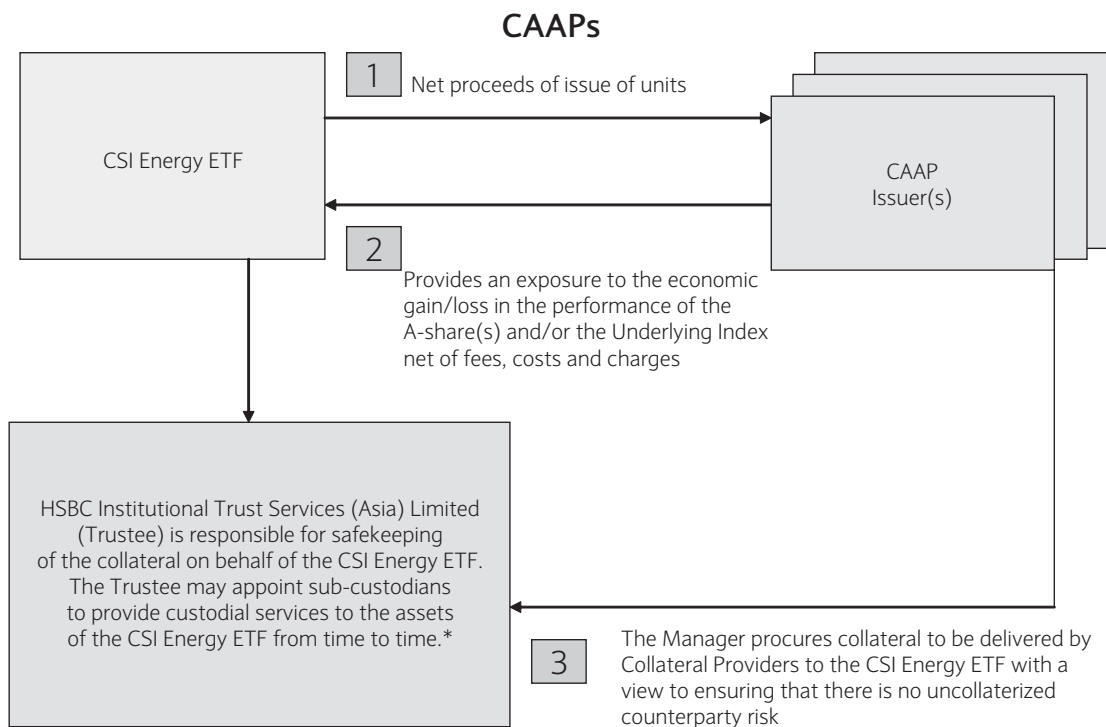 CAAPs
1
Net proceeds of issue of units
CSI Energy ETF
CAAP
Issuer(s)
2
Provides an exposure to the economic
gain/loss in the performance of the
A-share(s) and/or the Underlying Index
net of fees, costs and charges
HSBC Institutional Trust Services (Asia) Limited
(Trustee) is responsible for safekeeping
of the collateral on behalf of the CSI Energy ETF.
The Trustee may appoint sub-custodians
to provide custodial services to the assets
of the CSI Energy ETF from time to time.*
3
The Manager procures collateral to be delivered by
Collateral Providers to the CSI Energy ETF with a
view to ensuring that there is no uncollaterized
counterparty risk